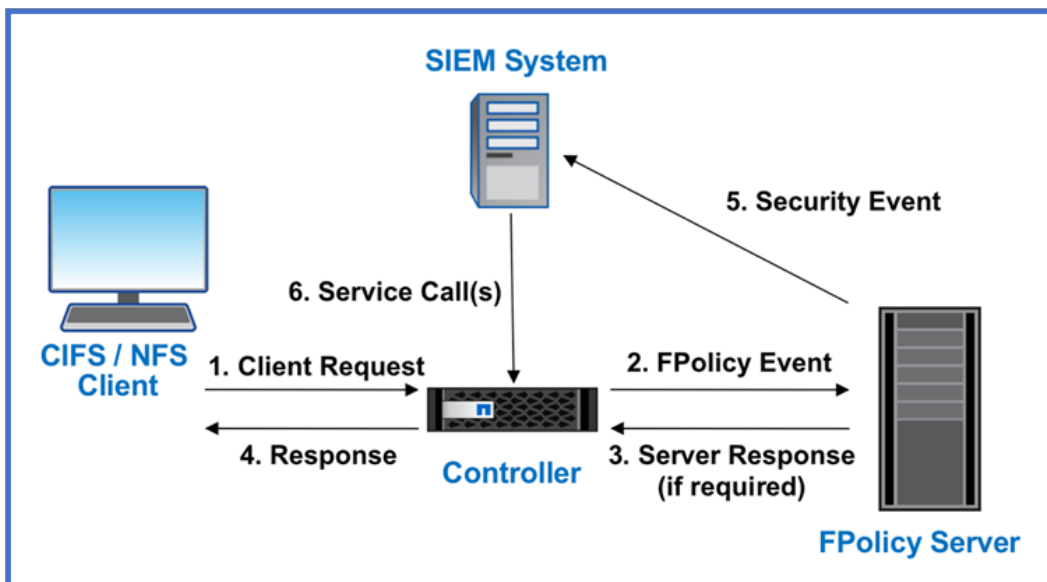 SIEM System
5. Security Event
6. Service Call(s)
CIFS / NFS
Client
1. Client Request
2. FPolicy Event
4. Response
3. Server Response
(if required)
Controller
FPolicy Server